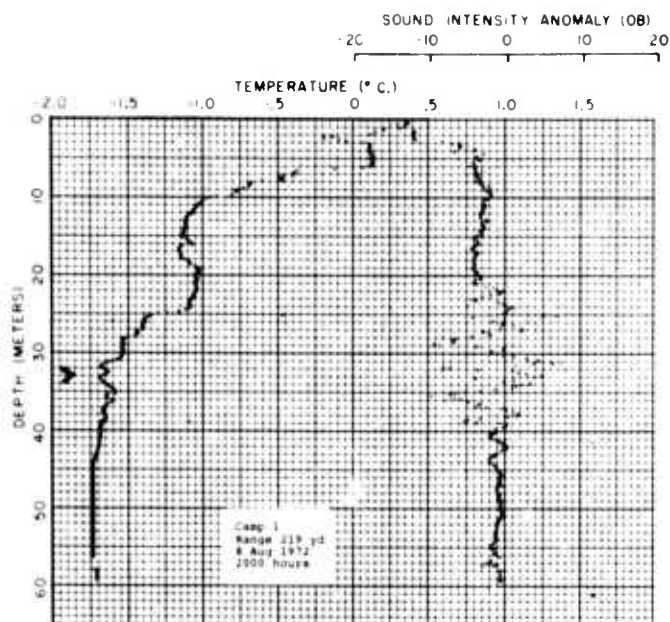 SOUND INTENSITY ANOMALY (DB)
-20 -10 0 10 20
TEMPERATURE (° C.)
-2.0 -1.5 -1.0 -.5 0 .5 1.0 1.5
DEPTH (METERS)
0
10
20
30
40
50
60
Camp 1
Range 219 yd
8 Aug 1972
2000 hours